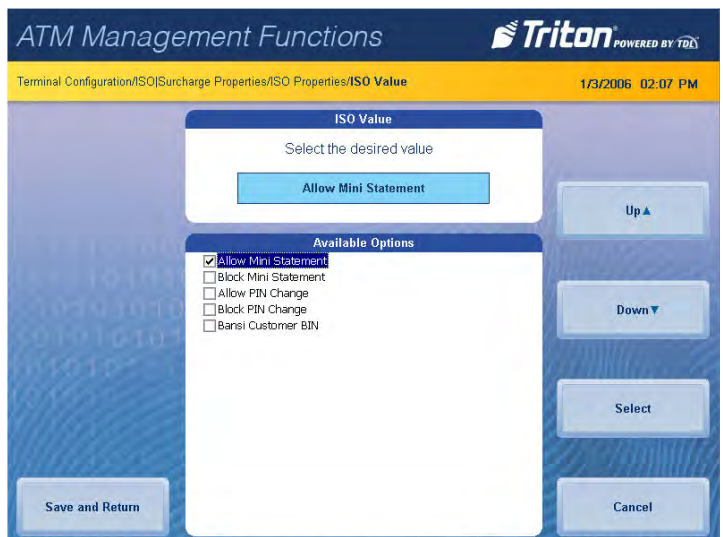 ATM Management Functions
Triton POWERED BY TDL
Terminal Configuration/ISO|Surcharge Properties/ISO Properties/ISO Value
1/3/2006 02:07 PM
ISO Value
Select the desired value
Allow Mini Statement
Available Options
Allow Mini Statement
Block Mini Statement
Allow PIN Change
Block PIN Change
Bansi Customer BIN
Up▲
Down▼
Select
Save and Return
Cancel